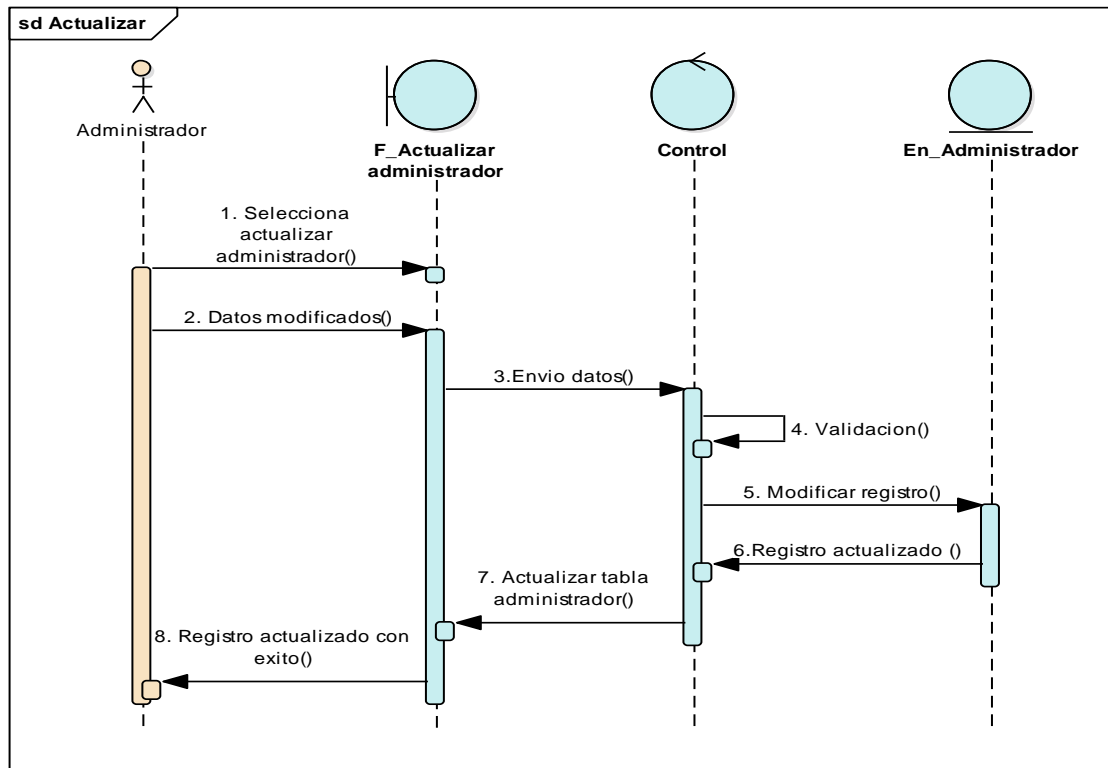 sd Actualizar
Administrador
F_Actualizar
administrador
Control
En_Administrador
1. Selecciona
actualizar
administrador()
2. Datos modificados()
3.Envio datos()
4. Validacion()
5. Modificar registro()
6.Registro actualizado ()
7. Actualizar tabla
administrador()
8. Registro actualizado con
exito()